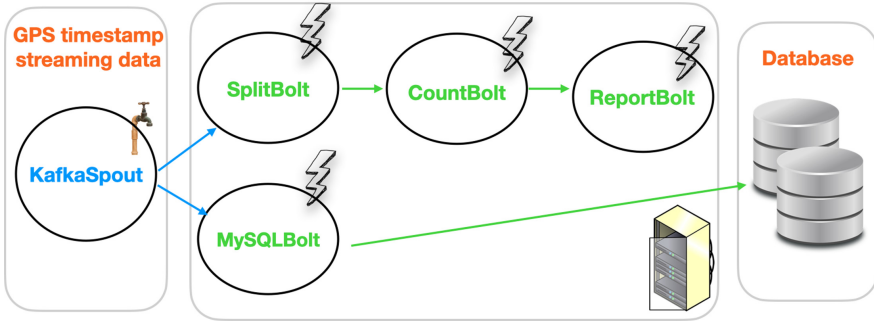 GPS timestamp
streaming data
KafkaSpout
SplitBolt
CountBolt
ReportBolt
MySQLBolt
Database